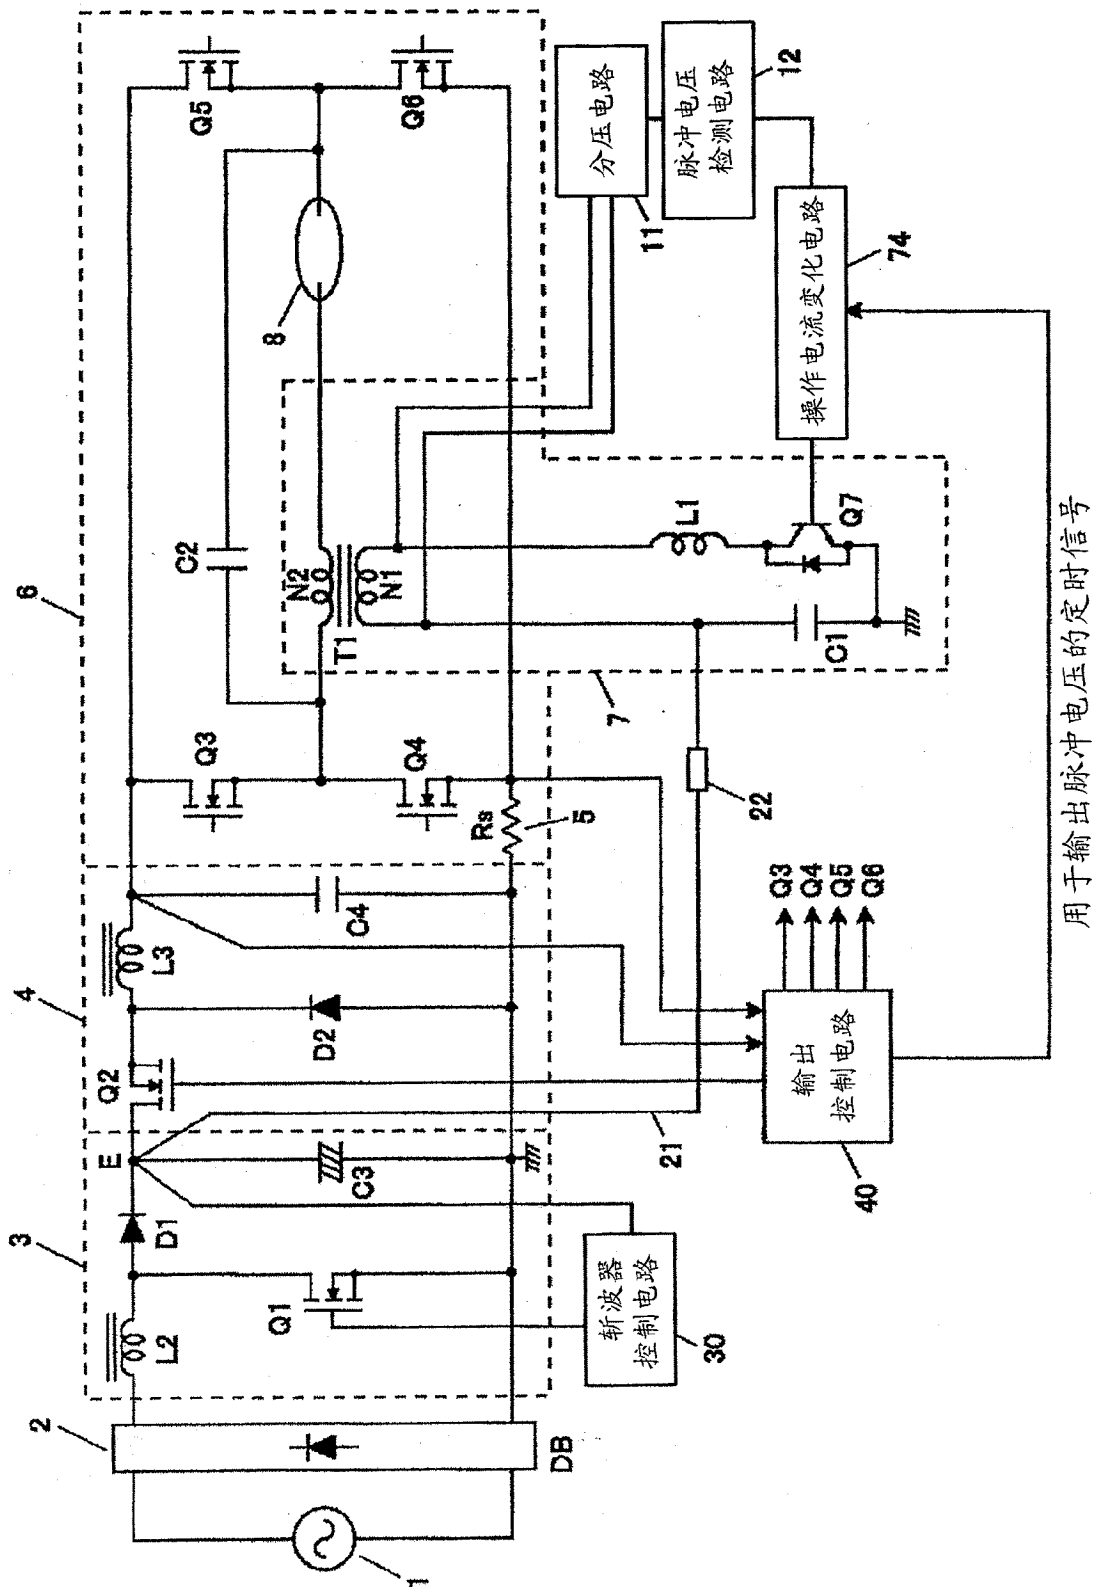 1
2
DB
3
L2
D1
E
Q1
C3
斩波器
控制电路
30
4
Q2
L3
D2
C4
21
22
Rs
5
输出
控制电路
40
Q3
Q4
Q5
Q6
6
Q3
Q4
C2
N2
N1
T1
7
C1
L1
Q7
8
Q5
Q6
分压电路
11
脉冲电压
检测电路
12
操作电流变化电路
74
用于输出脉冲电压的定时信号